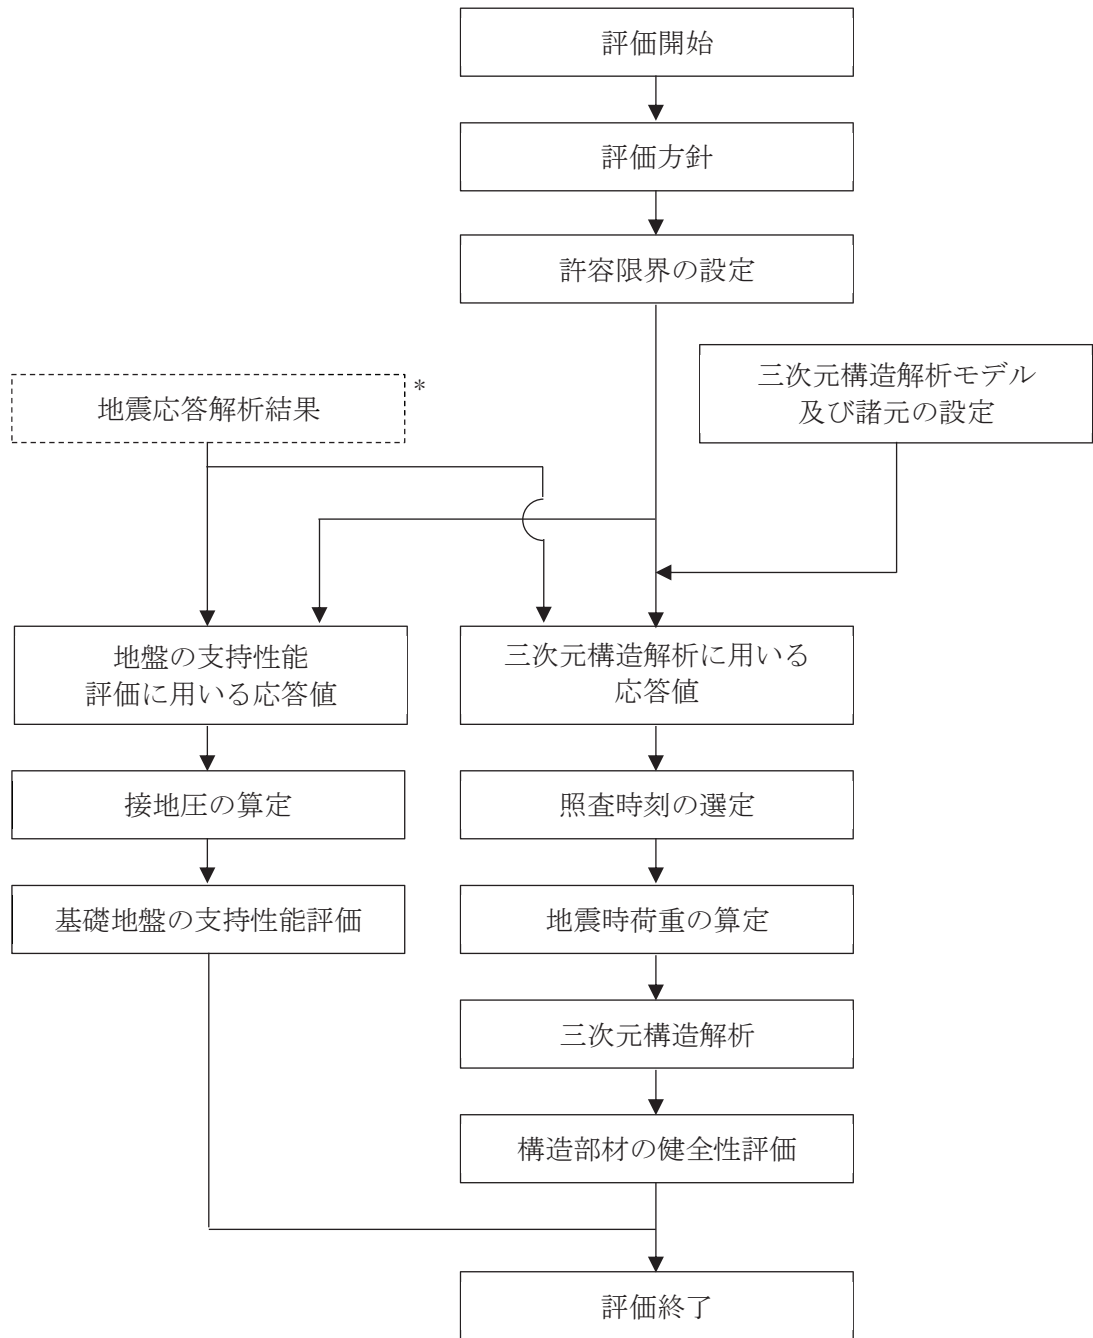 評価開始
評価方針
許容限界の設定
地震応答解析結果
*
三次元構造解析モデル
及び諸元の設定
地盤の支持性能
評価に用いる応答値
三次元構造解析に用いる
応答値
接地圧の算定
照査時刻の選定
基礎地盤の支持性能評価
地震時荷重の算定
三次元構造解析
構造部材の健全性評価
評価終了